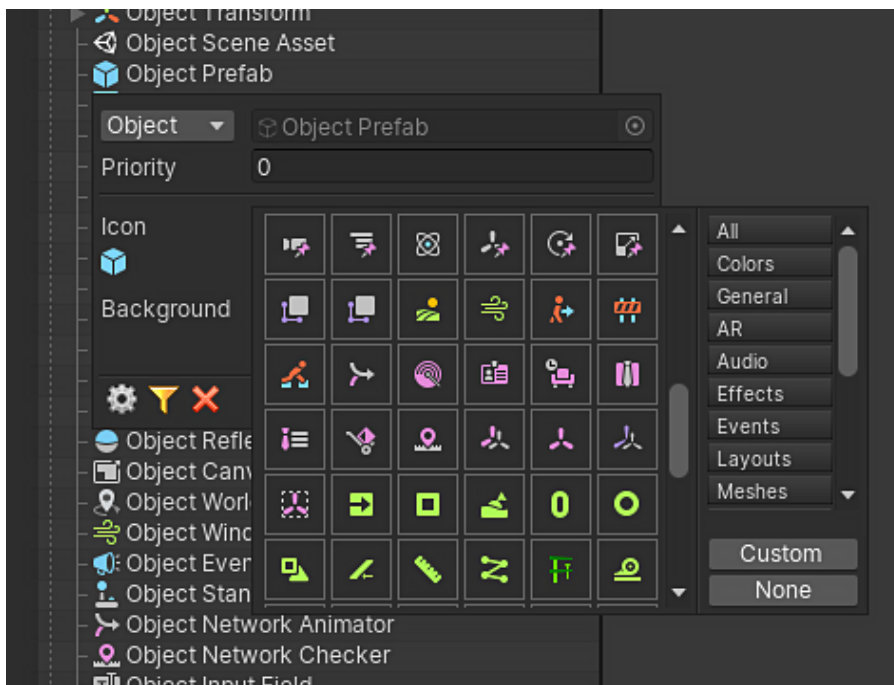 Object Transform
Object Scene Asset
Object Prefab
Object
Object Prefab
Priority
0
Icon
Background
All
Colors
General
AR
Audio
Effects
Events
Layouts
Meshes
Custom
None
Object Refle
Object Canv
Object Worl
Object Wind
Object Ever
Object Stan
Object Network Animator
Object Network Checker
Object Input Field